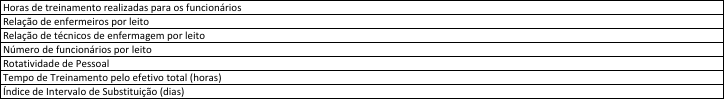 Horas de treinamento realizadas para os funcionários
Relação de enfermeiros por leito
Relação de técnicos de enfermagem por leito
Número de funcionários por leito
Rotatividade de Pessoal
Tempo de Treinamento pelo efetivo total (horas)
Índice de Intervalo de Substituição (dias)